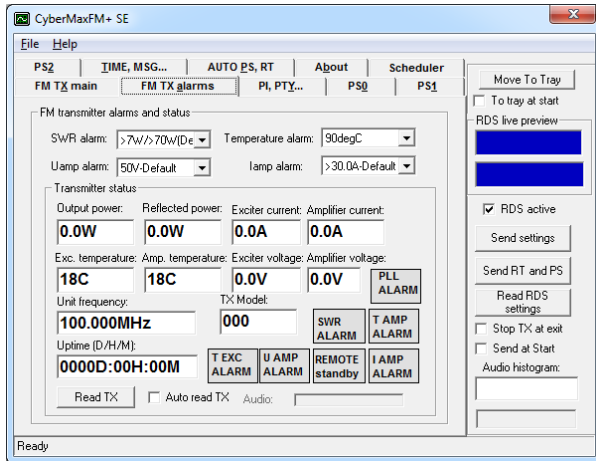 CyberMaxFM+ SE
File Help
PS2 TIME, MSG... AUTO PS, RT About Scheduler
FM TX main FM TX alarms PI, PTY... PS0 PS1
FM transmitter alarms and status
SWR alarm: >7W/>70W(De Temperature alarm: 90degC
Uamp alarm: 50V-Default Iamp alarm: >30.0A-Default
Transmitter status
Output power: Reflected power: Exciter current: Amplifier current:
0.0W 0.0W 0.0A 0.0A
Exc. temperature: Amp. temperature: Exciter voltage: Amplifier voltage:
18C 18C 0.0V 0.0V
PLL
ALARM
Unit frequency: TX Model:
100.000MHz 000
SWR
ALARM
T AMP
ALARM
Uptime (D/H/M):
0000D:00H:00M
T EXC
ALARM
U AMP
ALARM
REMOTE
standby
I AMP
ALARM
Read TX Auto read TX Audio:
Move To Tray
To tray at start
RDS live preview
RDS active
Send settings
Send RT and PS
Read RDS
settings
Stop TX at exit
Send at Start
Audio histogram:
Ready